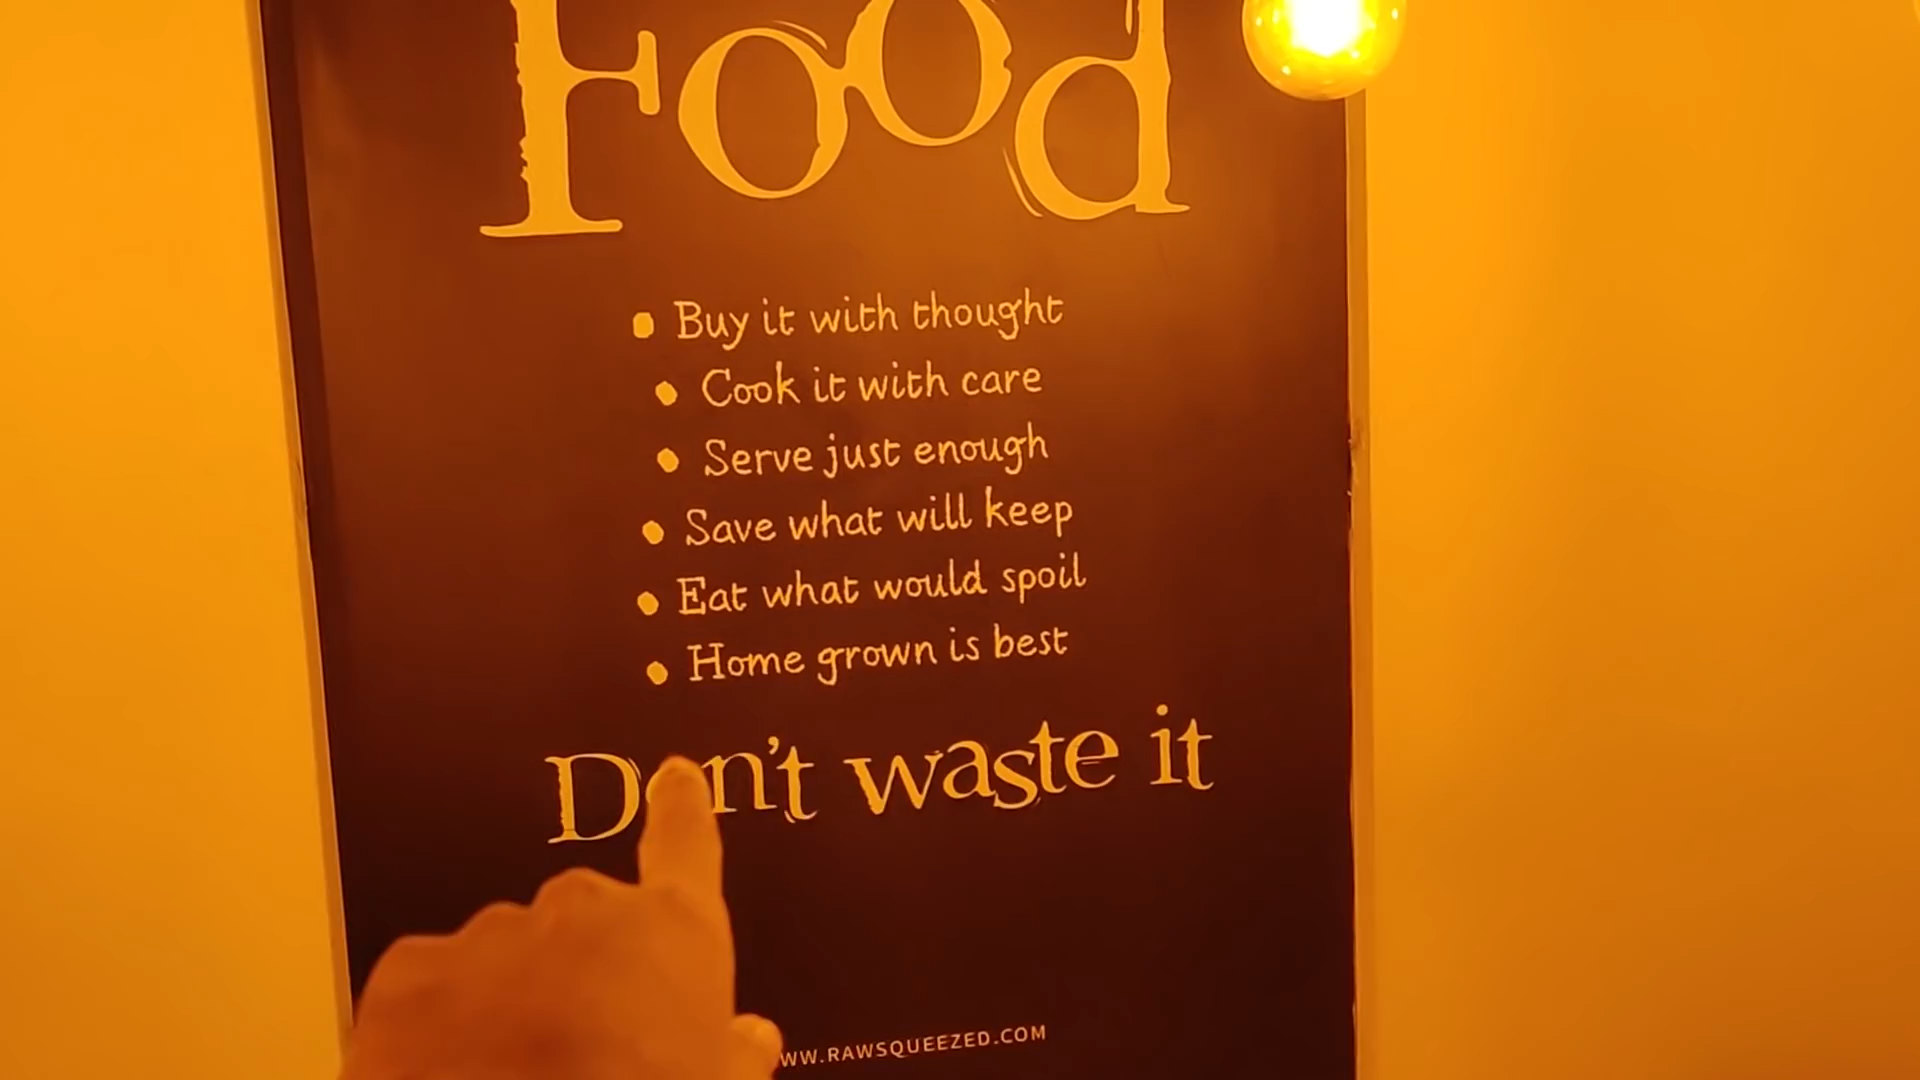 Food
• Buy it with thought
• Cook it with care
• Serve just enough
• Save what will keep
• Eat what would spoil
• Home grown is best
Don't waste it
WW.RAWSQUEEZED.COM